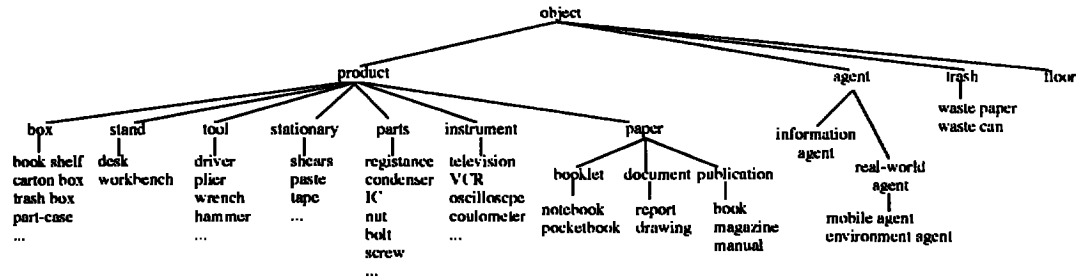 object
product agent trash floor
box stand tool stationary parts instrument paper information agent waste paper
waste can
book shelf
carton box
trash box
part-case
...
desk
workbench
driver
plier
wrench
hammer
...
shears
paste
tape
...
registance
condenser
IC
nut
bolt
screw
...
television
VCR
oscilloscpe
coulometer
...
booklet document publication
notebook
pocketbook
report
drawing
book
magazine
manual
real-world
agent
mobile agent
environment agent